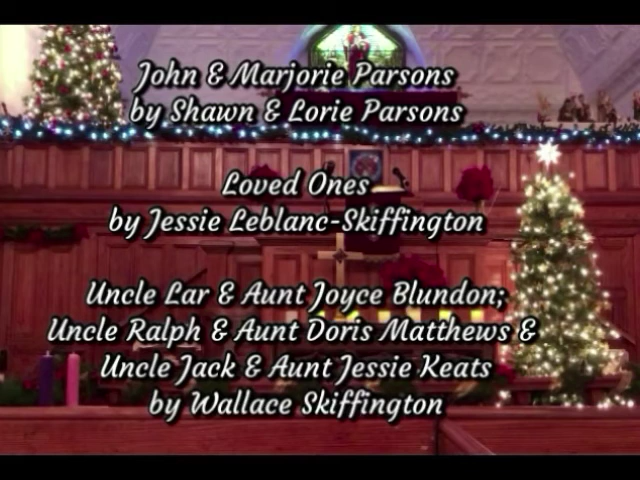 John & Marjorie Parsons
by Shawn & Lorie Parsons
Loved Ones
by Jessie Leblanc-Skiffington
Uncle Lar & Aunt Joyce Blundon;
Uncle Ralph & Aunt Doris Matthews &
Uncle Jack & Aunt Jessie Keats
by Wallace Skiffington